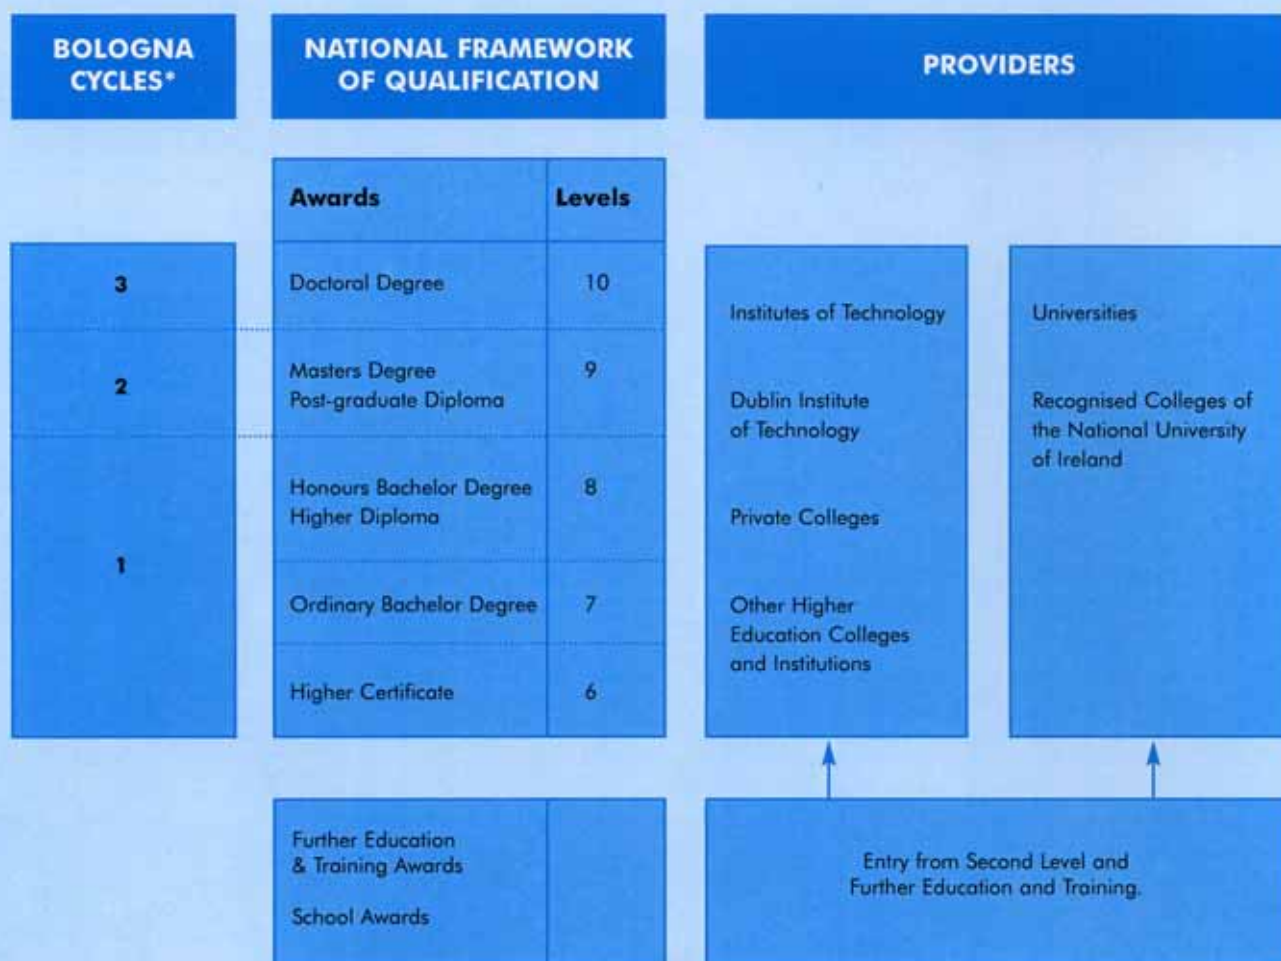 BOLOGNA
CYCLES*
NATIONAL FRAMEWORK
OF QUALIFICATION
PROVIDERS
Awards Levels
3
Doctoral Degree 10
2
Masters Degree 9
Post-graduate Diploma
1
Honours Bachelor Degree 8
Higher Diploma
Ordinary Bachelor Degree 7
Higher Certificate 6
Institutes of Technology
Dublin Institute
of Technology
Private Colleges
Other Higher
Education Colleges
and Institutions
Universities
Recognised Colleges of
the National University
of Ireland
Further Education
& Training Awards
School Awards
Entry from Second Level and
Further Education and Training.